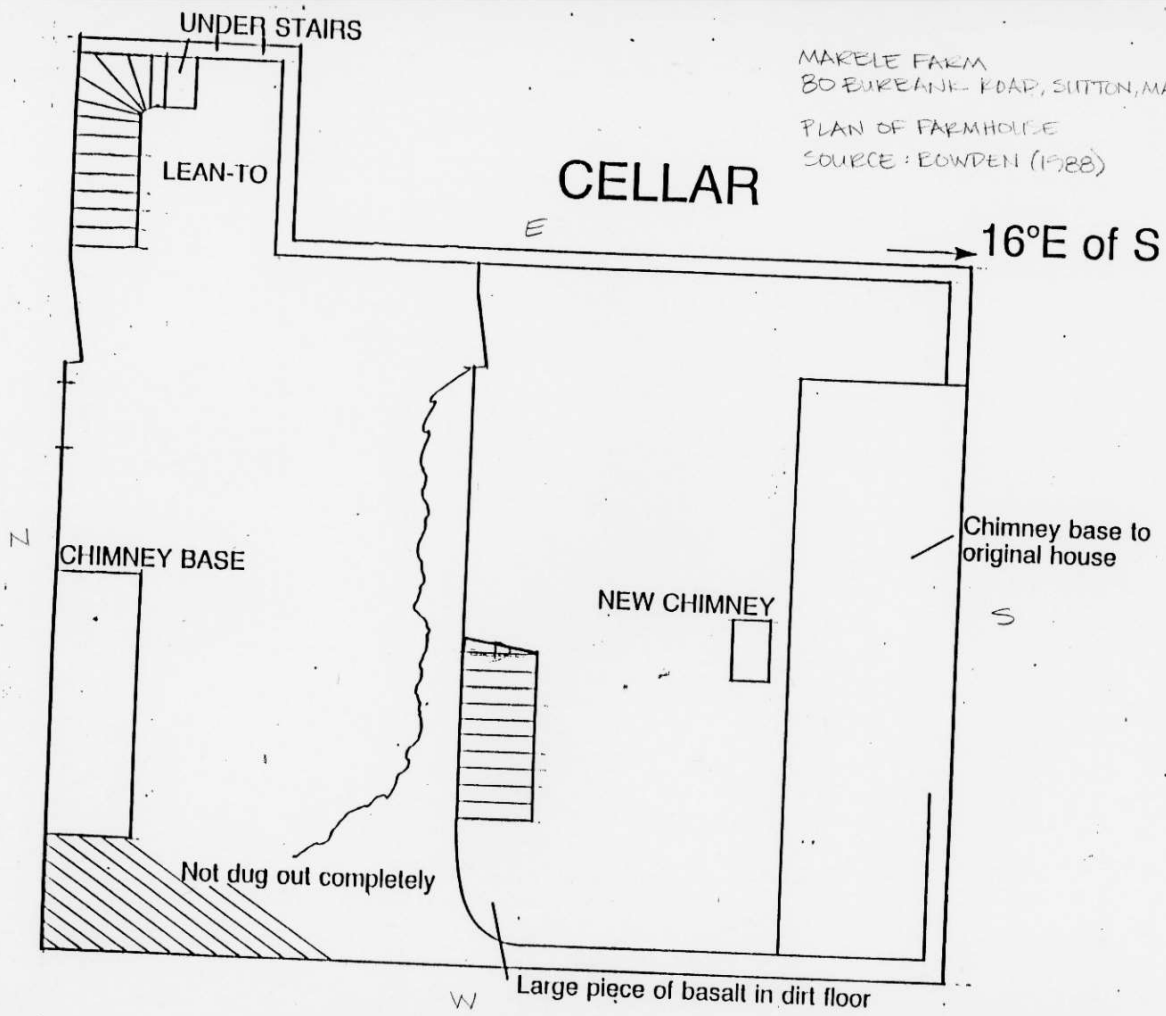 UNDER STAIRS
MARBLE FARM
80 BURBANK ROAD, SUTTON, MA
PLAN OF FARMHOUSE
SOURCE: BOWDEN (1988)
LEAN-TO
CELLAR
E
16°E of S
N
CHIMNEY BASE
NEW CHIMNEY
Chimney base to
original house
S
Not dug out completely
Large piece of basalt in dirt floor
W